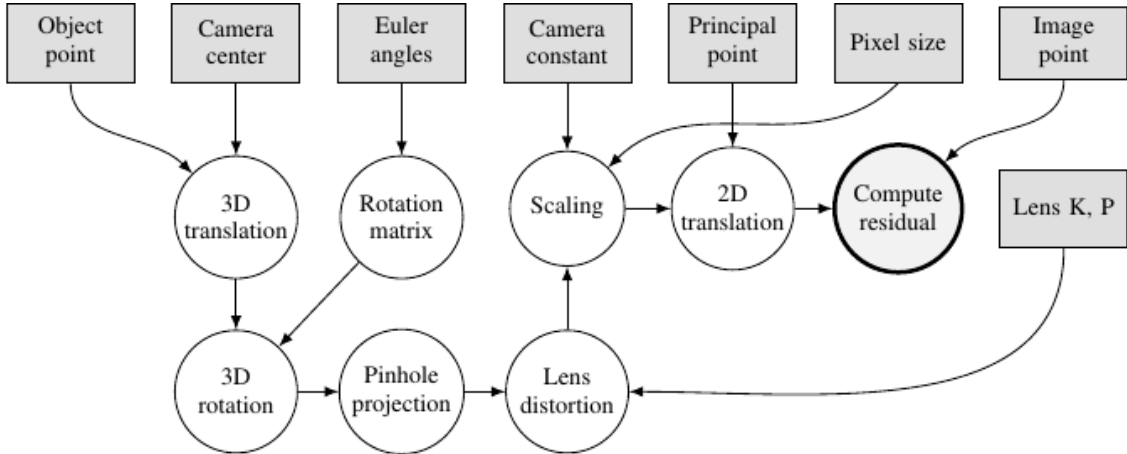 Object
point
Camera
center
Euler
angles
Camera
constant
Principal
point
Pixel size
Image
point
3D
translation
Rotation
matrix
Scaling
2D
translation
Compute
residual
Lens K, P
3D
rotation
Pinhole
projection
Lens
distortion